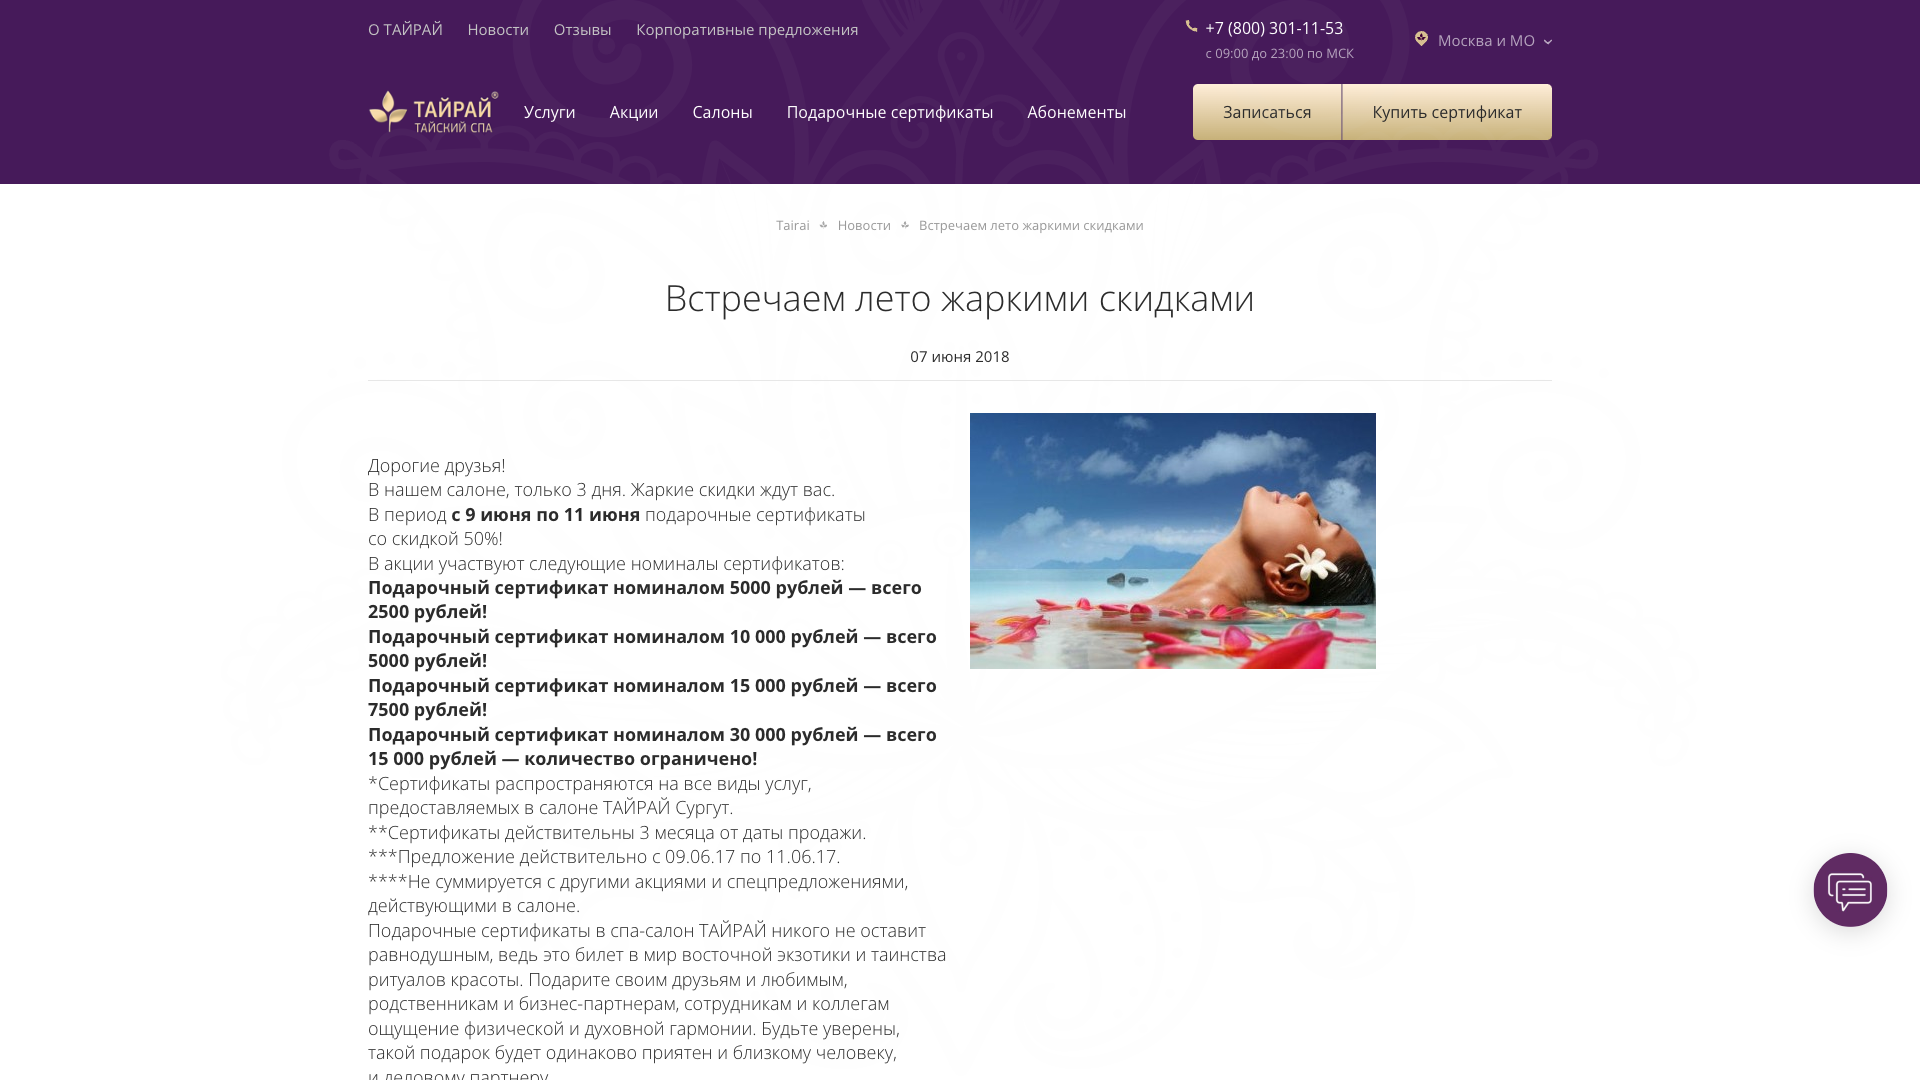 О ТАЙРАЙ Новости Отзывы Корпоративные предложения
+7 (800) 301-11-53
с 09:00 до 23:00 по МСК
Москва и МО
ТАЙРАЙ®
ТАЙСКИЙ СПА
Услуги Акции Салоны Подарочные сертификаты Абонементы
Записаться Купить сертификат
Tairai Новости Встречаем лето жаркими скидками
Встречаем лето жаркими скидками
07 июня 2018
Дорогие друзья!
В нашем салоне, только 3 дня. Жаркие скидки ждут вас.
В период с 9 июня по 11 июня подарочные сертификаты
со скидкой 50%!
В акции участвуют следующие номиналы сертификатов:
Подарочный сертификат номиналом 5000 рублей — всего
2500 рублей!
Подарочный сертификат номиналом 10 000 рублей — всего
5000 рублей!
Подарочный сертификат номиналом 15 000 рублей — всего
7500 рублей!
Подарочный сертификат номиналом 30 000 рублей — всего
15 000 рублей — количество ограничено!
*Сертификаты распространяются на все виды услуг,
предоставляемых в салоне ТАЙРАЙ Сургут.
**Сертификаты действительны 3 месяца от даты продажи.
***Предложение действительно с 09.06.17 по 11.06.17.
****Не суммируется с другими акциями и спецпредложениями,
действующими в салоне.
Подарочные сертификаты в спа-салон ТАЙРАЙ никого не оставит
равнодушным, ведь это билет в мир восточной экзотики и таинства
ритуалов красоты. Подарите своим друзьям и любимым,
родственникам и бизнес-партнерам, сотрудникам и коллегам
ощущение физической и духовной гармонии. Будьте уверены,
такой подарок будет одинаково приятен и близкому человеку,
и деловому партнеру.